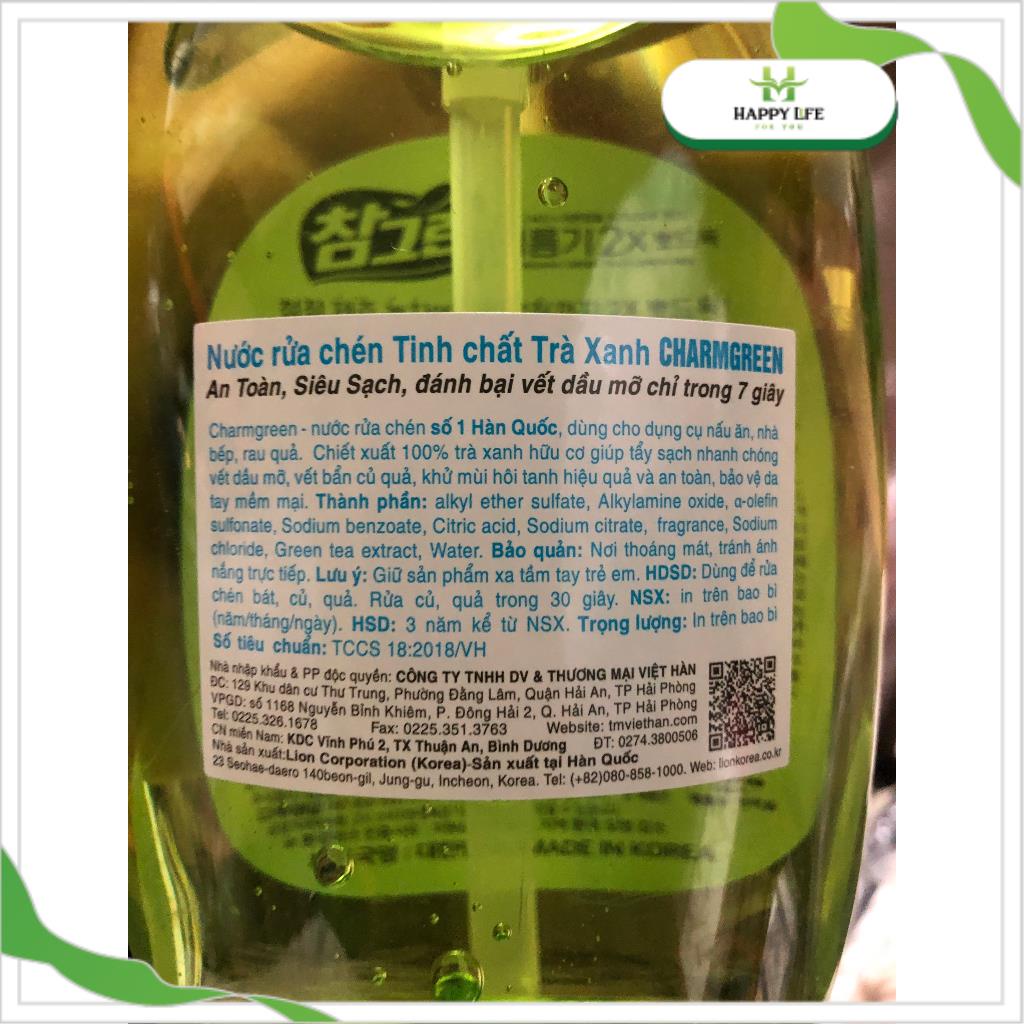 HAPPY LIFE
FOR YOU
참그린
2X
Nước rửa chén Tinh chất Trà Xanh CHARMGREEN
An Toàn, Siêu Sạch, đánh bại vết dầu mỡ chỉ trong 7 giây
Charmgreen - nước rửa chén số 1 Hàn Quốc, dùng cho dụng cụ nấu ăn, nhà
bếp, rau quả. Chiết xuất 100% trà xanh hữu cơ giúp tẩy sạch nhanh chóng
vết dầu mỡ, vết bẩn củ quả, khử mùi hôi tanh hiệu quả và an toàn, bảo vệ da
tay mềm mại. Thành phần: alkyl ether sulfate, Alkylamine oxide, α-olefin
sulfonate, Sodium benzoate, Citric acid, Sodium citrate, fragrance, Sodium
chloride, Green tea extract, Water. Bảo quản: Nơi thoáng mát, tránh ánh
nắng trực tiếp. Lưu ý: Giữ sản phẩm xa tầm tay trẻ em. HDSD: Dùng để rửa
chén bát, củ, quả. Rửa củ, quả trong 30 giây. NSX: in trên bao bì
(năm/tháng/ngày). HSD: 3 năm kể từ NSX. Trọng lượng: In trên bao bì
Số tiêu chuẩn: TCCS 18:2018/VH
Nhà nhập khẩu & PP độc quyền: CÔNG TY TNHH DV & THƯƠNG MẠI VIỆT HÀN
ĐC: 129 Khu dân cư Thư Trung, Phường Đằng Lâm, Quận Hải An, TP Hải Phòng
VPGD: số 1168 Nguyễn Bỉnh Khiêm, P. Đông Hải 2, Q. Hải An, TP Hải Phòng
Tel: 0225.326.1678 Fax: 0225.351.3763 Website: tmviethan.com
CN miền Nam: KDC Vĩnh Phú 2, TX Thuận An, Bình Dương ĐT: 0274.3800506
Nhà sản xuất:Lion Corporation (Korea)-Sản xuất tại Hàn Quốc
23 Seohae-daero 140beon-gil, Jung-gu, Incheon, Korea. Tel: (+82)080-858-1000. Web: lionkorea.co.kr
MADE IN KOREA